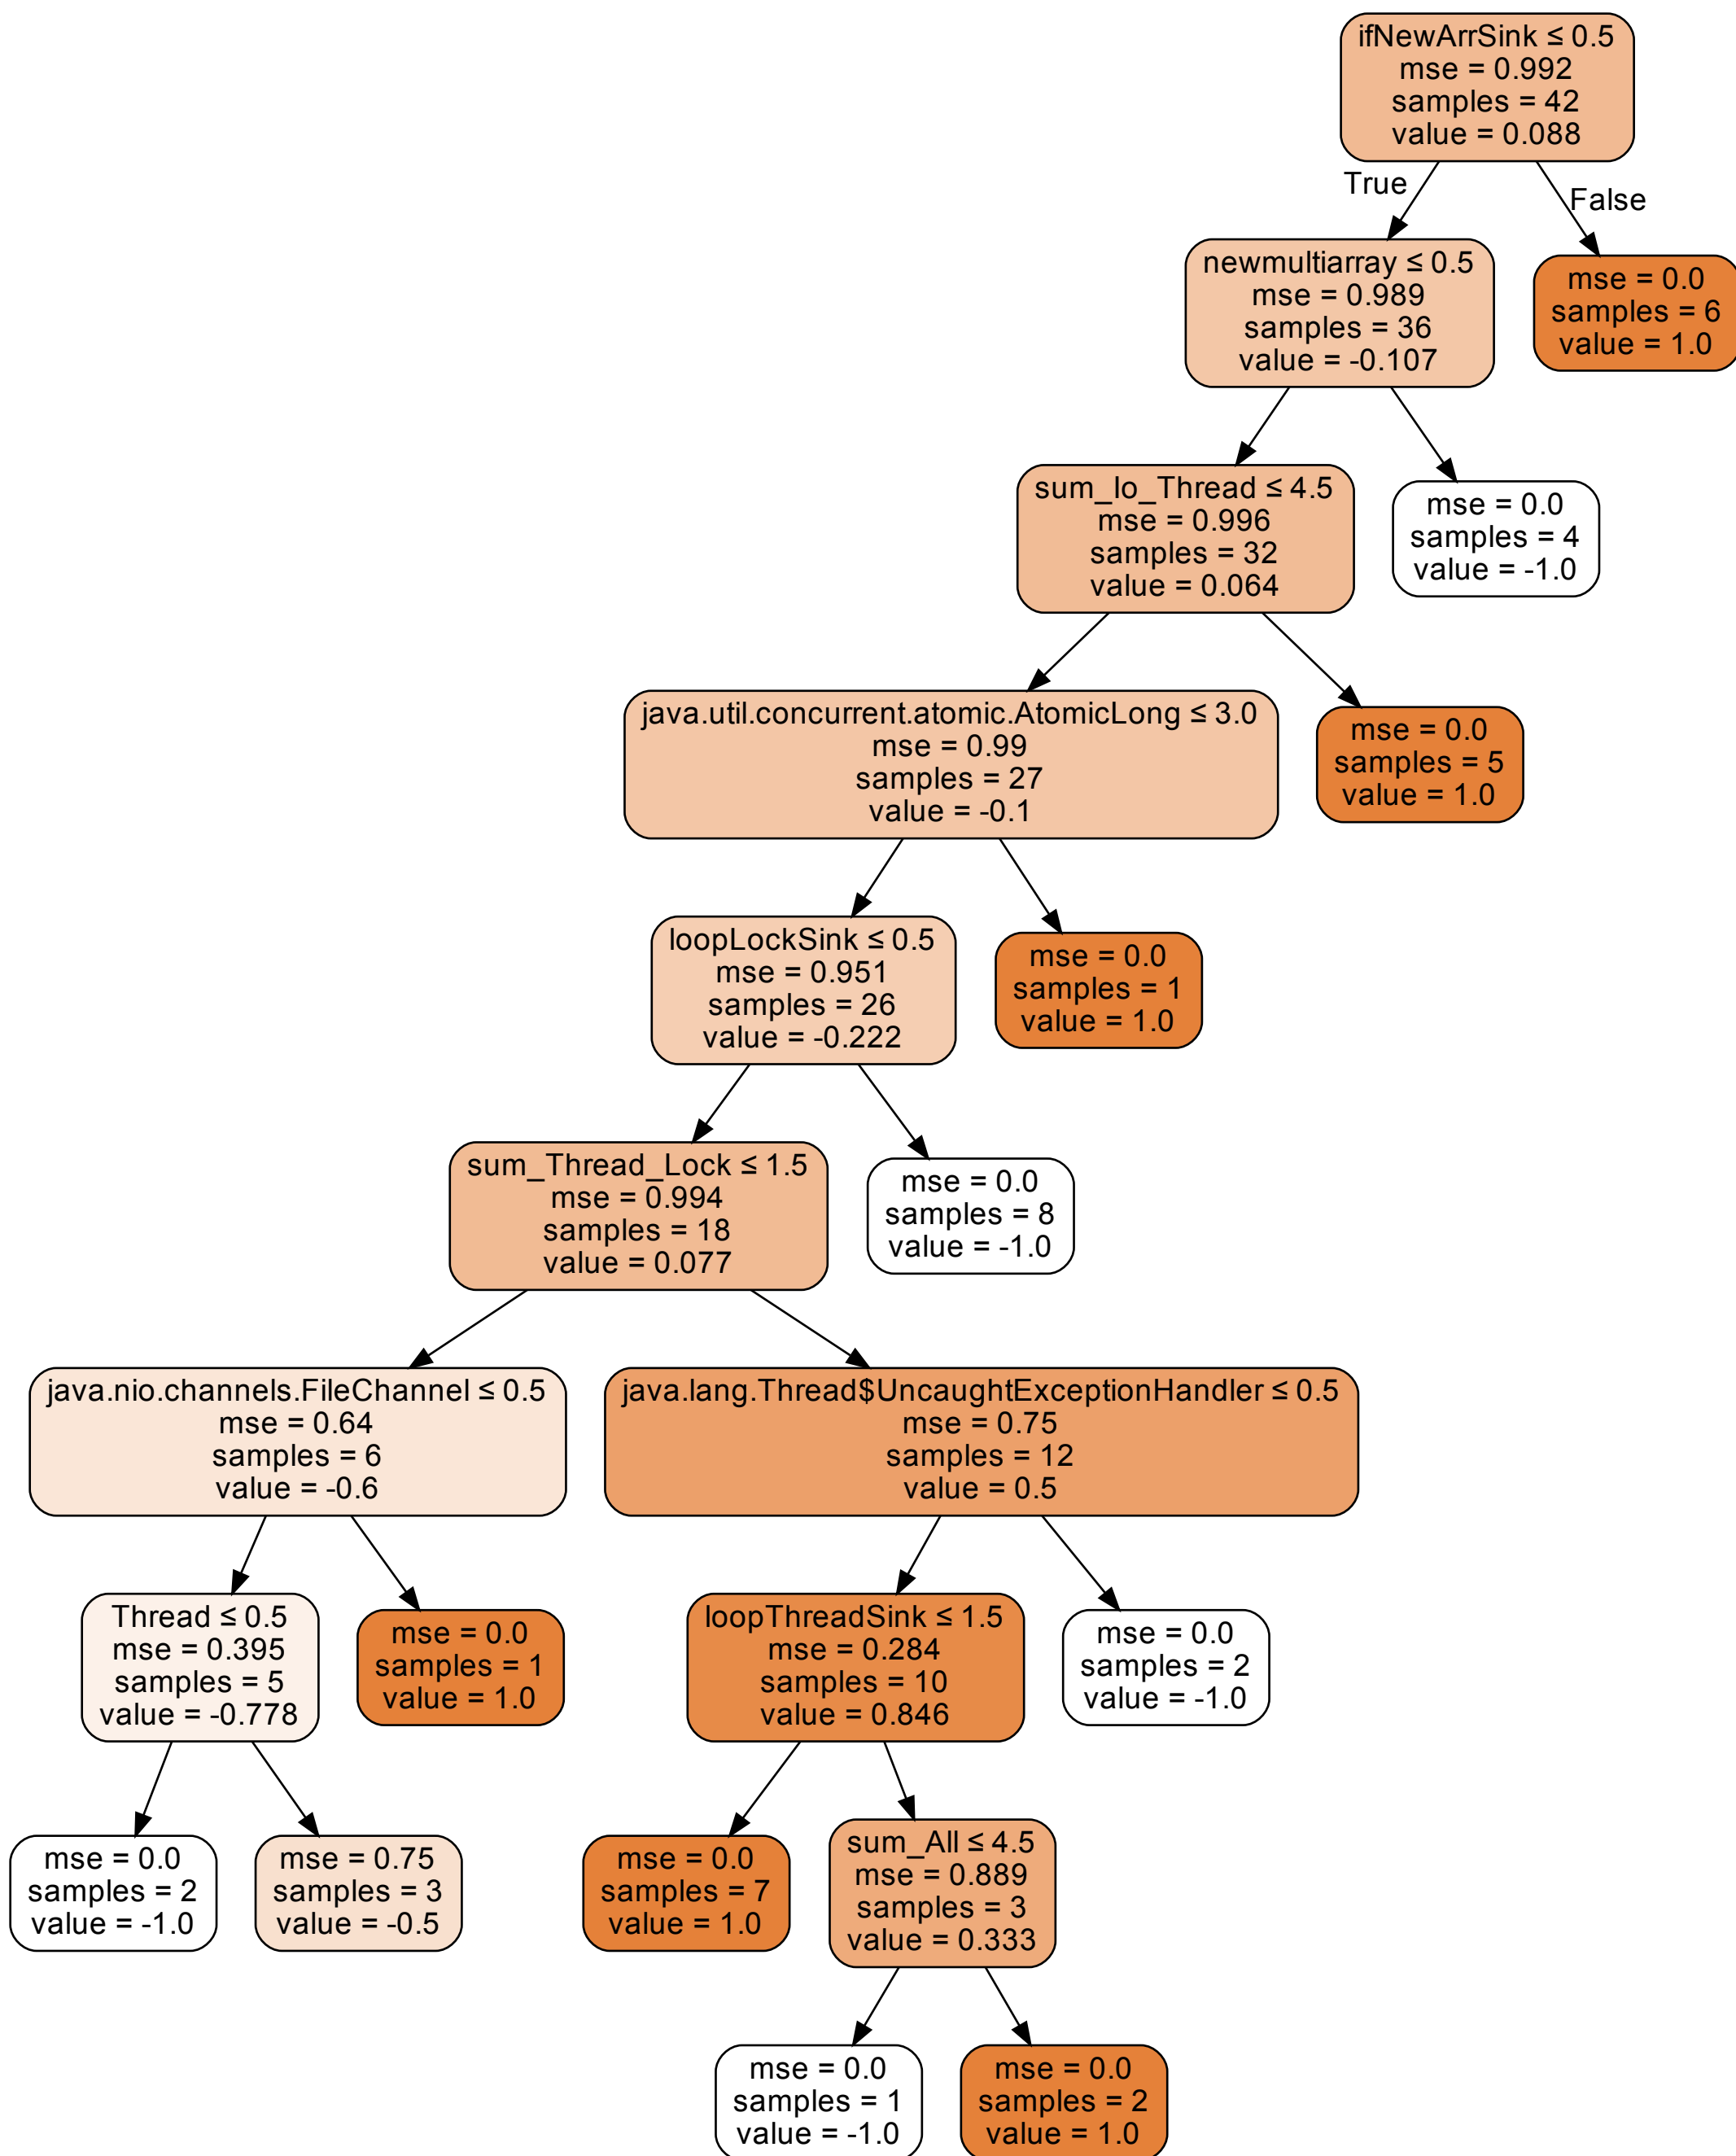 ifNewArrSink ≤ 0.5
mse = 0.992
samples = 42
value = 0.088
True
False
newmultiarray ≤ 0.5
mse = 0.989
samples = 36
value = -0.107
mse = 0.0
samples = 6
value = 1.0
sum_Io_Thread ≤ 4.5
mse = 0.996
samples = 32
value = 0.064
mse = 0.0
samples = 4
value = -1.0
java.util.concurrent.atomic.AtomicLong ≤ 3.0
mse = 0.99
samples = 27
value = -0.1
mse = 0.0
samples = 5
value = 1.0
loopLockSink ≤ 0.5
mse = 0.951
samples = 26
value = -0.222
mse = 0.0
samples = 1
value = 1.0
sum_Thread_Lock ≤ 1.5
mse = 0.994
samples = 18
value = 0.077
mse = 0.0
samples = 8
value = -1.0
java.nio.channels.FileChannel ≤ 0.5
mse = 0.64
samples = 6
value = -0.6
java.lang.Thread$UncaughtExceptionHandler ≤ 0.5
mse = 0.75
samples = 12
value = 0.5
Thread ≤ 0.5
mse = 0.395
samples = 5
value = -0.778
mse = 0.0
samples = 1
value = 1.0
loopThreadSink ≤ 1.5
mse = 0.284
samples = 10
value = 0.846
mse = 0.0
samples = 2
value = -1.0
mse = 0.0
samples = 2
value = -1.0
mse = 0.75
samples = 3
value = -0.5
mse = 0.0
samples = 7
value = 1.0
sum_All ≤ 4.5
mse = 0.889
samples = 3
value = 0.333
mse = 0.0
samples = 1
value = -1.0
mse = 0.0
samples = 2
value = 1.0